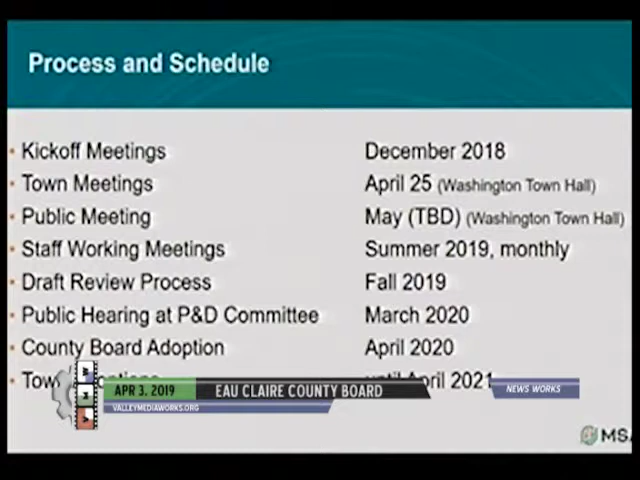 Process and Schedule
• Kickoff Meetings December 2018
• Town Meetings April 25 (Washington Town Hall)
• Public Meeting May (TBD) (Washington Town Hall)
• Staff Working Meetings Summer 2019, monthly
• Draft Review Process Fall 2019
• Public Hearing at P&D Committee March 2020
• County Board Adoption April 2020
• until April 2021
APR 3, 2019 EAU CLAIRE COUNTY BOARD NEWS WORKS
VALLEYMEDIAWORKS.ORG